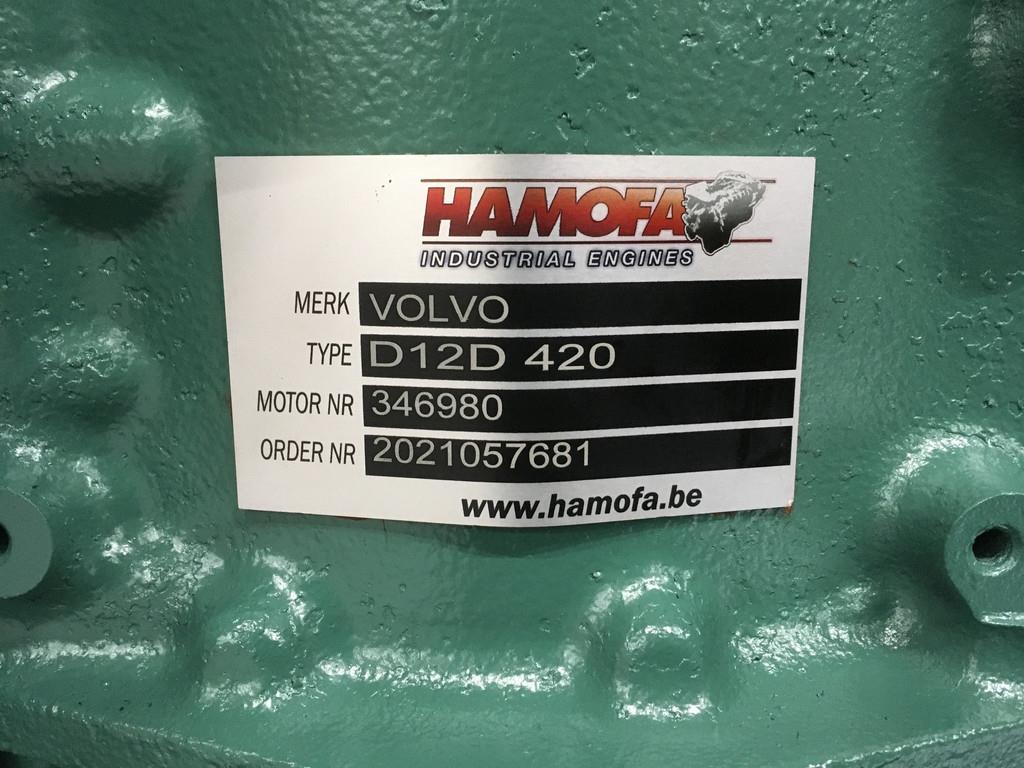 HAMOFA
INDUSTRIAL ENGINES
MERK VOLVO
TYPE D12D 420
MOTOR NR 346980
ORDER NR 2021057681
www.hamofa.be